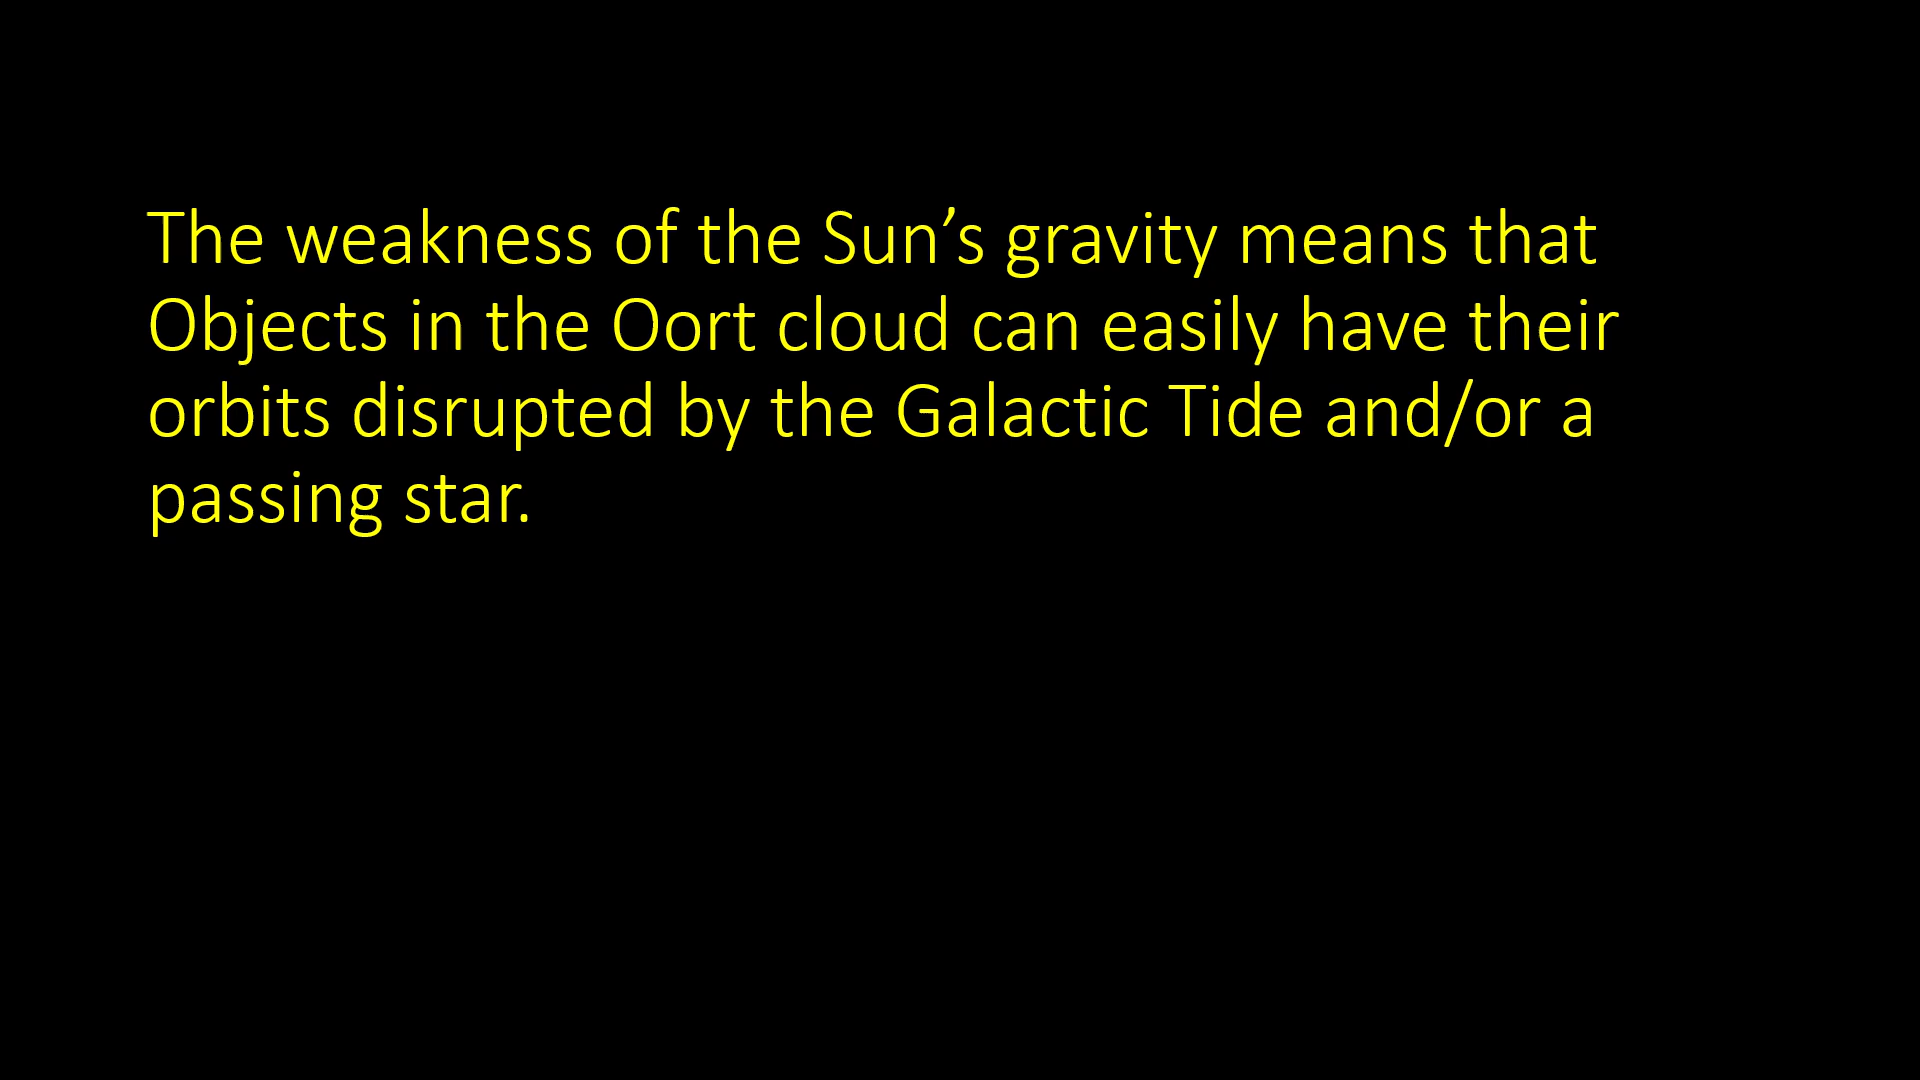 The weakness of the Sun’s gravity means that
Objects in the Oort cloud can easily have their
orbits disrupted by the Galactic Tide and/or a
passing star.